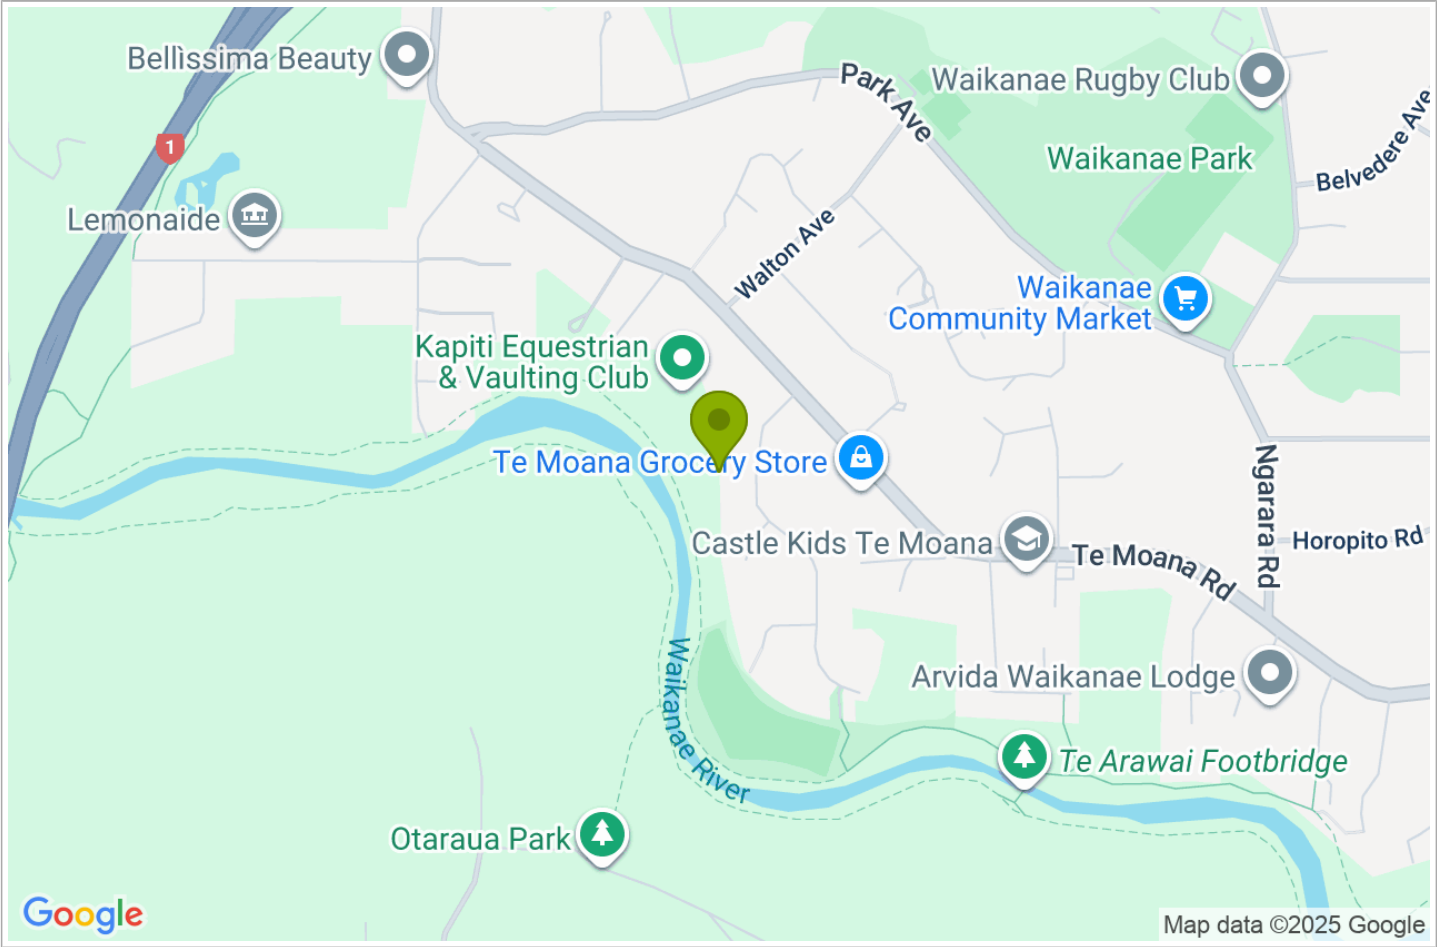 Bellìssima Beauty
Park Ave
Waikanae Rugby Club
1
Waikanae Park
Belvedere Ave
Lemonaide
Walton Ave
Waikanae
Community Market
Kapiti Equestrian
& Vaulting Club
Te Moana Grocery Store
Ngarara Rd
Castle Kids Te Moana
Te Moana Rd
Horopito Rd
Arvida Waikanae Lodge
Waikanae River
Te Arawai Footbridge
Otaraua Park
Google
Map data ©2025 Google